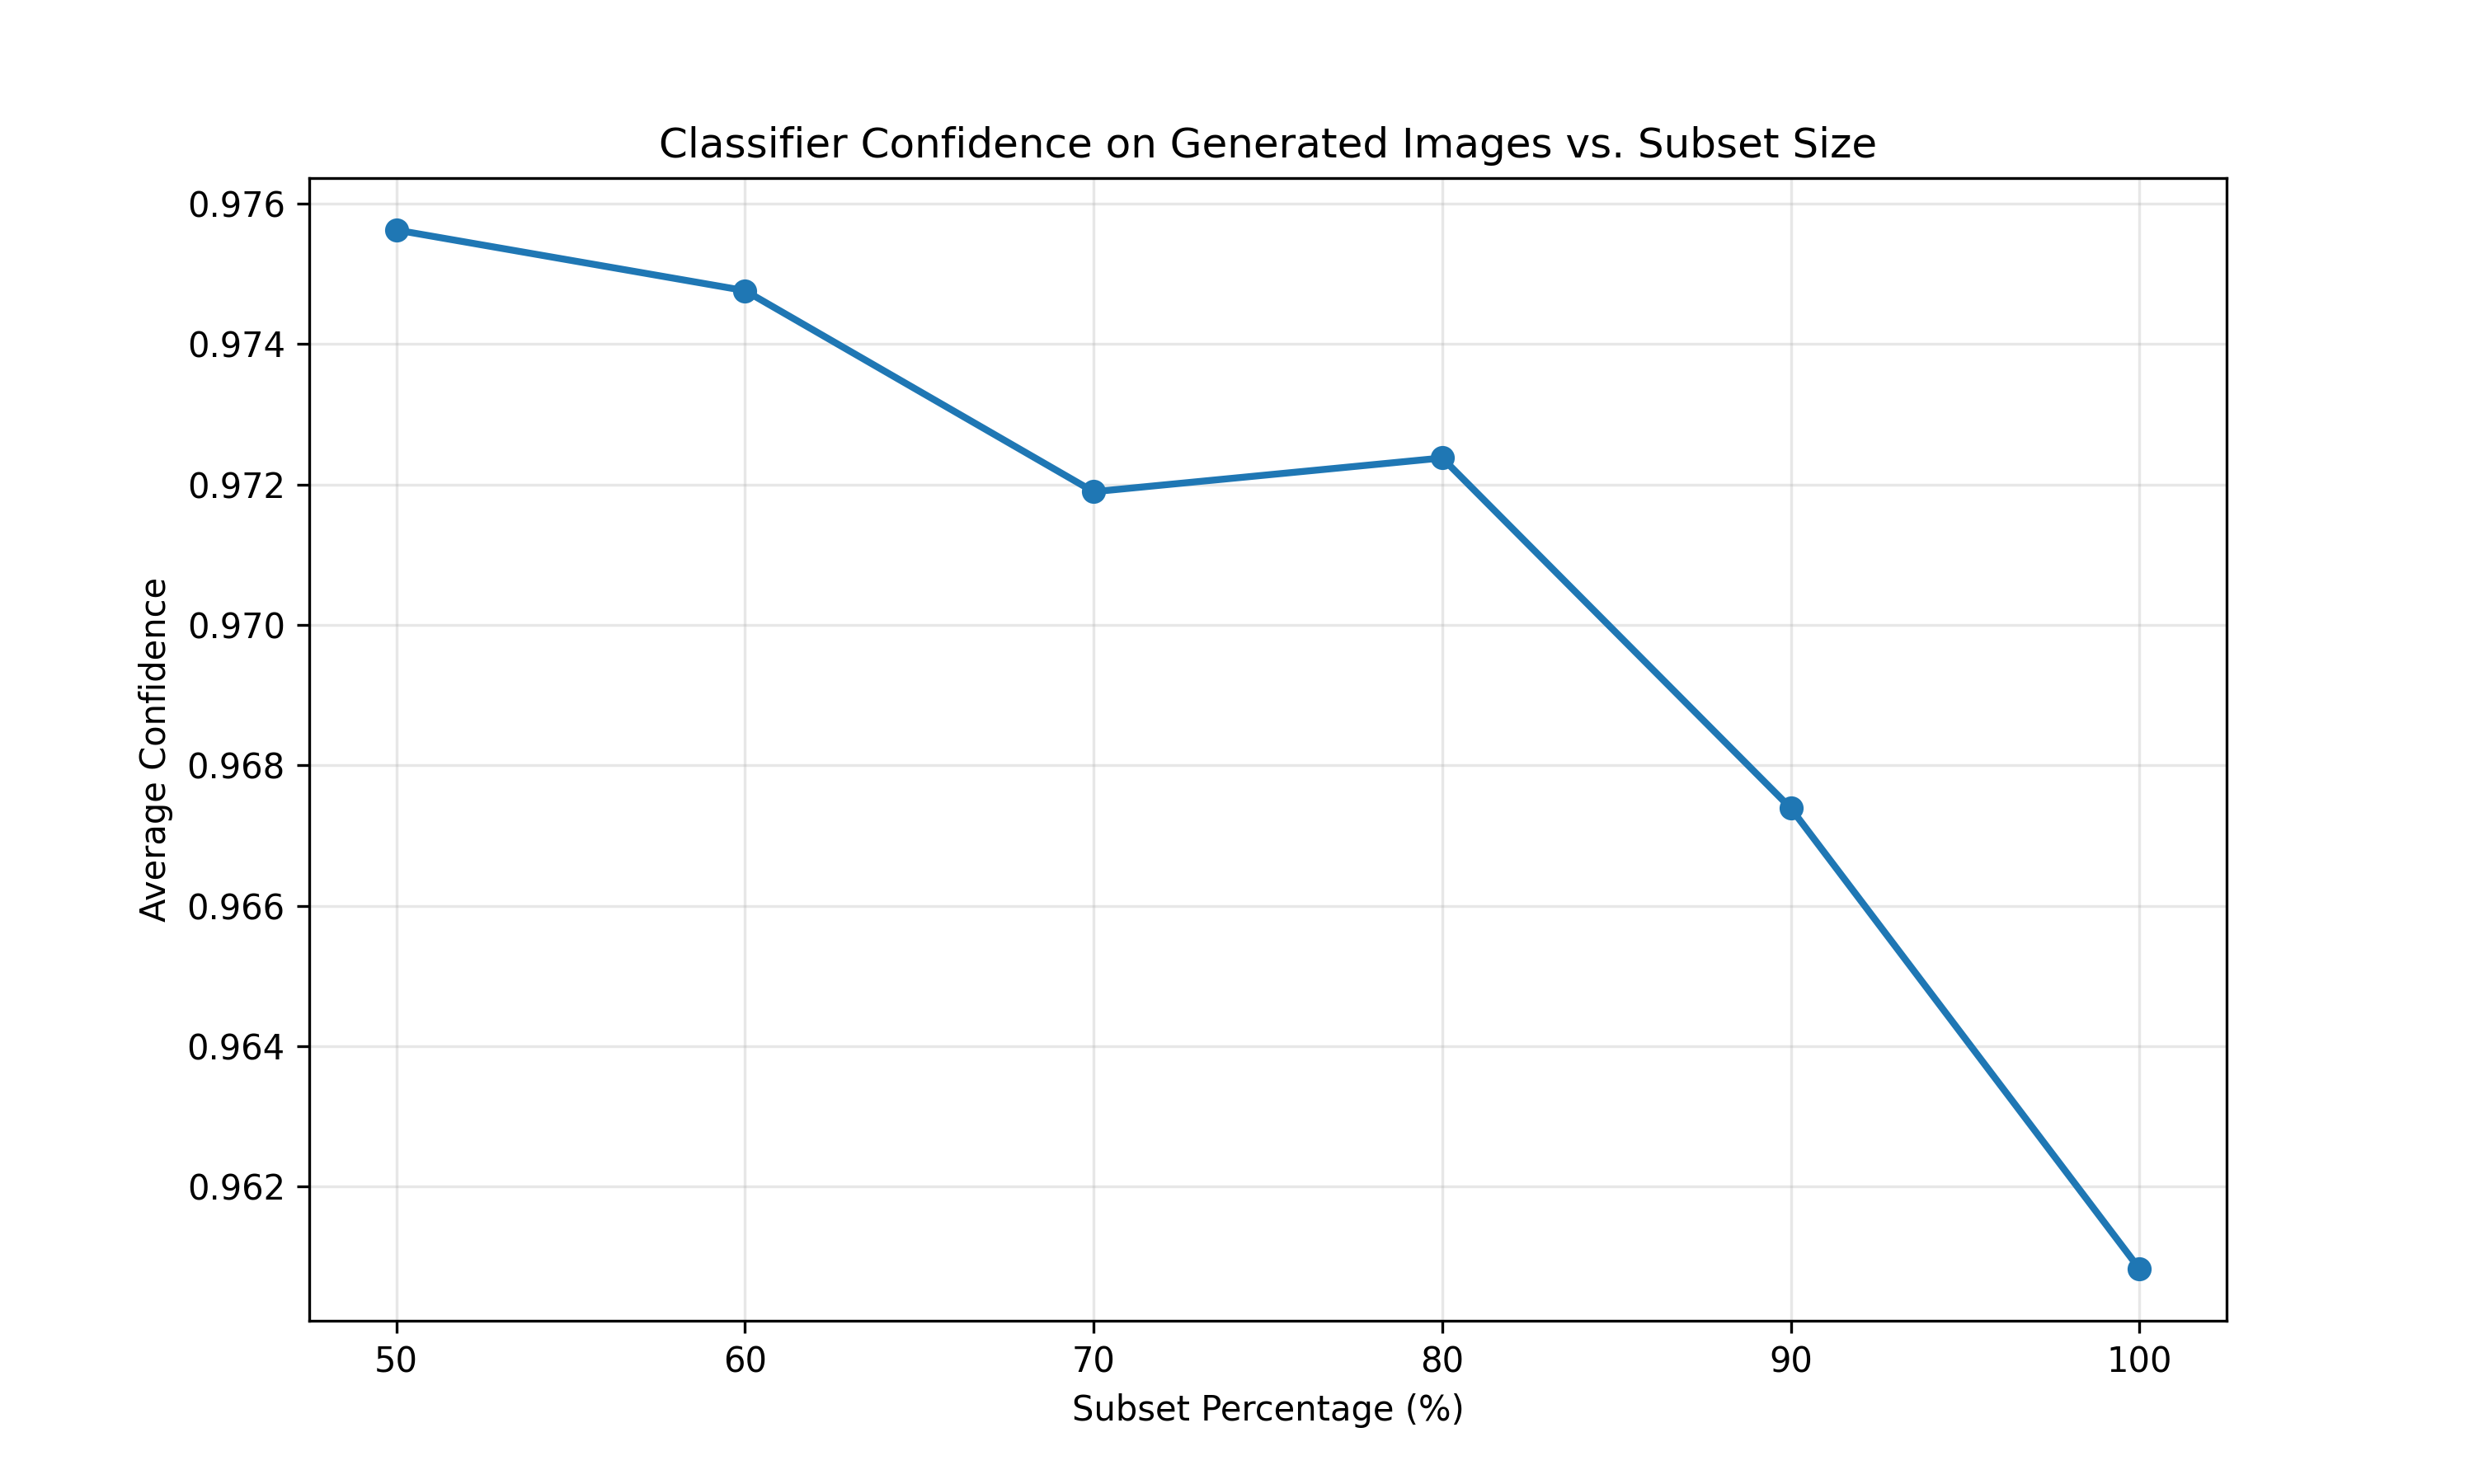 Classifier Confidence on Generated Images vs. Subset Size
0.976
0.974
0.972
0.970
0.968
0.966
0.964
0.962
Average Confidence
50 60 70 80 90 100
Subset Percentage (%)